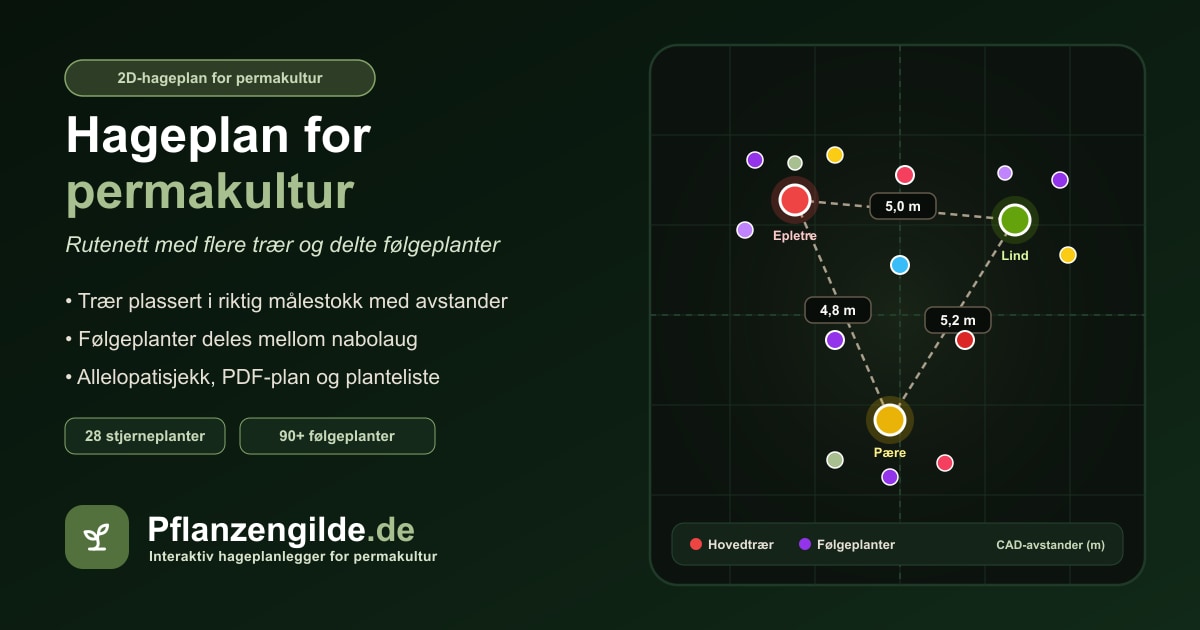 2D-hageplan for permakultur
Hageplan for
permakultur
Rutenett med flere trær og delte følgeplanter
• Trær plassert i riktig målestokk med avstander
• Følgeplanter deles mellom nabolaug
• Allelopatisjekk, PDF-plan og planteliste
28 stjerneplanter
90+ følgeplanter
Pflanzengilde.de
Interaktiv hageplanlegger for permakultur
5,0 m
Epletre
Lind
4,8 m
5,2 m
Pære
Hovedtrær
Følgeplanter
CAD-avstander (m)